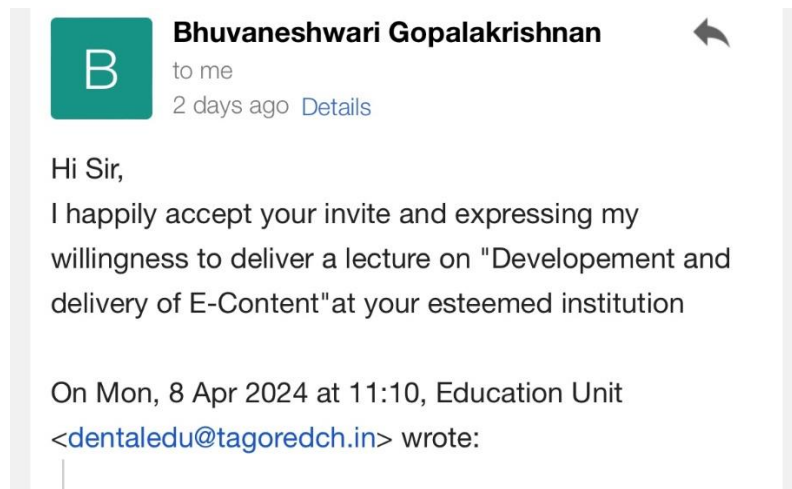 B
Bhuvaneshwari Gopalakrishnan
to me
2 days ago Details
Hi Sir,
I happily accept your invite and expressing my
willingness to deliver a lecture on "Developement and
delivery of E-Content"at your esteemed institution
On Mon, 8 Apr 2024 at 11:10, Education Unit
<dentaledu@tagoredch.in> wrote: